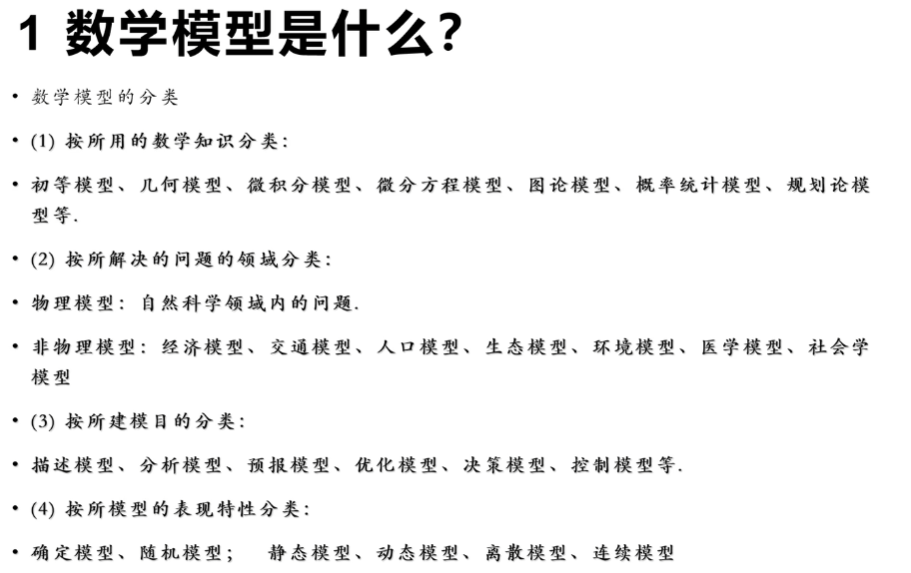 1 数学模型是什么？
• 数学模型的分类
• (1) 按所用的数学知识分类：
• 初等模型、几何模型、微积分模型、微分方程模型、图论模型、概率统计模型、规划论模
型等.
• (2) 按所解决的问题的领域分类：
• 物理模型：自然科学领域内的问题.
• 非物理模型：经济模型、交通模型、人口模型、生态模型、环境模型、医学模型、社会学
模型
• (3) 按所建模目的分类：
• 描述模型、分析模型、预报模型、优化模型、决策模型、控制模型等.
• (4) 按所模型的表现特性分类：
• 确定模型、随机模型； 静态模型、动态模型、离散模型、连续模型